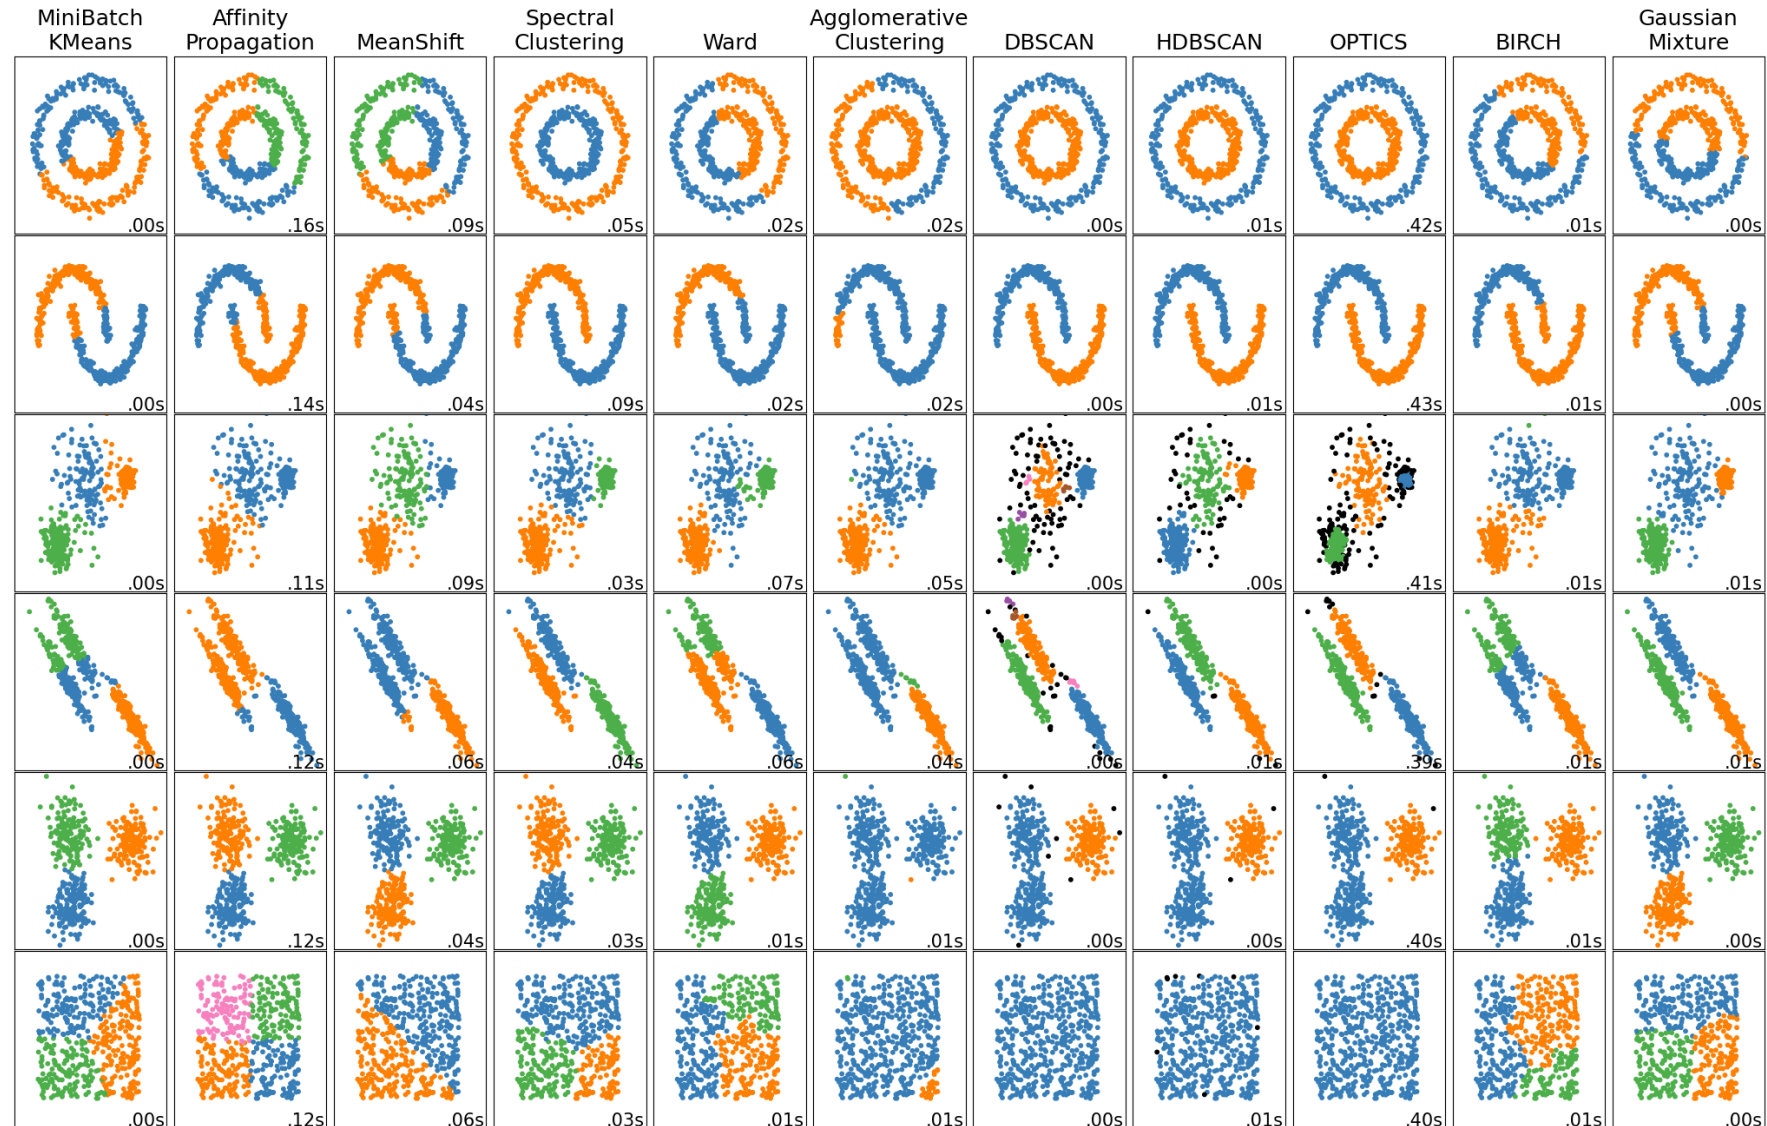 MiniBatch
KMeans
Affinity
Propagation
MeanShift
Spectral
Clustering
Ward
Agglomerative
Clustering
DBSCAN
HDBSCAN
OPTICS
BIRCH
Gaussian
Mixture
.00s
.16s
.09s
.05s
.02s
.02s
.00s
.01s
.42s
.01s
.00s
.00s
.14s
.04s
.09s
.02s
.02s
.00s
.01s
.43s
.01s
.00s
.00s
.11s
.09s
.03s
.07s
.05s
.00s
.00s
.41s
.01s
.01s
.00s
.12s
.06s
.04s
.06s
.04s
.00s
.01s
.39s
.01s
.01s
.00s
.12s
.04s
.03s
.01s
.01s
.00s
.00s
.40s
.01s
.00s
.00s
.12s
.06s
.03s
.01s
.01s
.00s
.01s
.40s
.01s
.00s